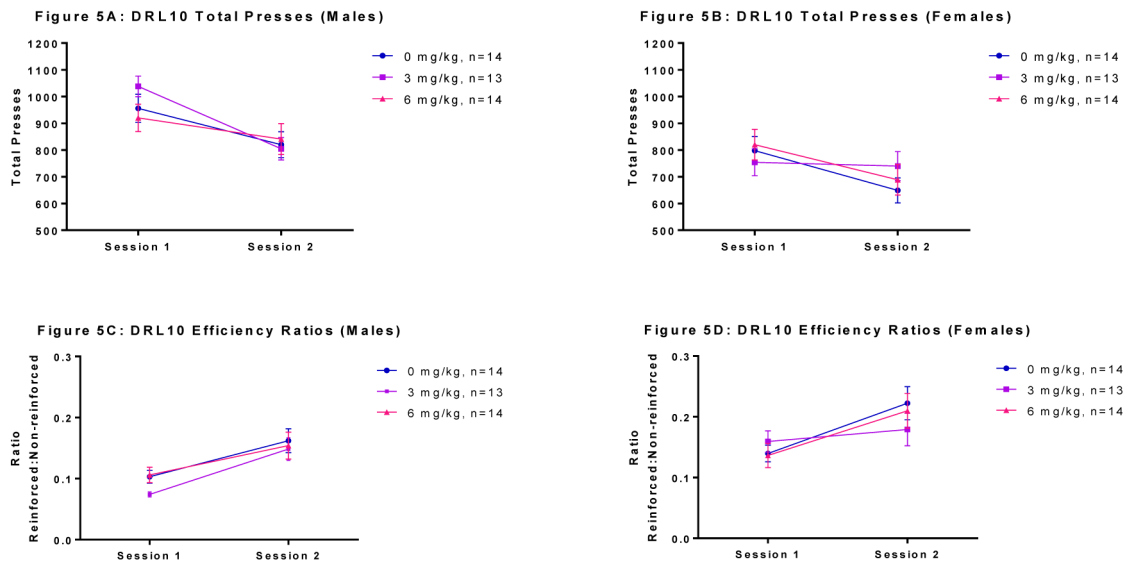 Figure 5A: DRL10 Total Presses (Males)
Total Presses
1200
1100
1000
900
800
700
600
500
Session 1
Session 2
0 mg/kg, n=14
3 mg/kg, n=13
6 mg/kg, n=14
Figure 5B: DRL10 Total Presses (Females)
Total Presses
1200
1100
1000
900
800
700
600
500
Session 1
Session 2
0 mg/kg, n=14
3 mg/kg, n=13
6 mg/kg, n=14
Figure 5C: DRL10 Efficiency Ratios (Males)
Ratio
Reinforced:Non-reinforced
0.3
0.2
0.1
0.0
Session 1
Session 2
0 mg/kg, n=14
3 mg/kg, n=13
6 mg/kg, n=14
Figure 5D: DRL10 Efficiency Ratios (Females)
Ratio
Reinforced:Non-reinforced
0.3
0.2
0.1
0.0
Session 1
Session 2
0 mg/kg, n=14
3 mg/kg, n=13
6 mg/kg, n=14